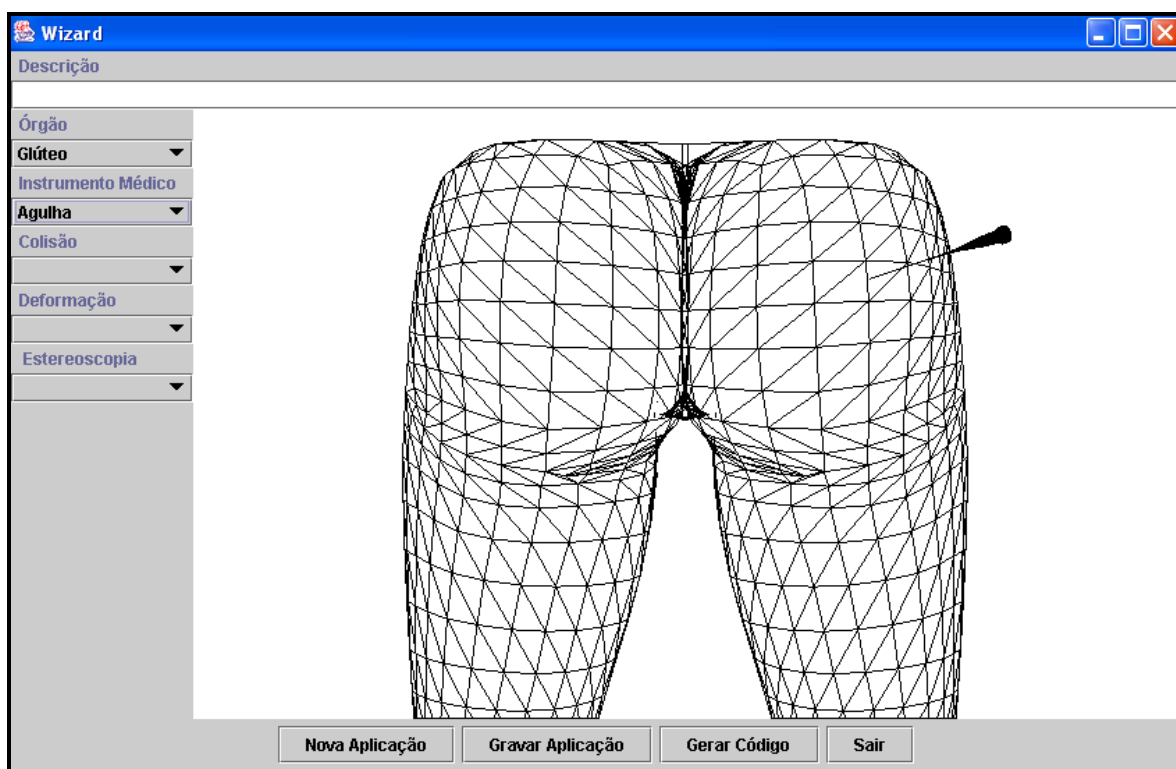 Wizard
Descrição
Órgão
Glúteo
Instrumento Médico
Agulha
Colisão
Deformação
Estereoscopia
Nova Aplicação Gravar Aplicação Gerar Código Sair